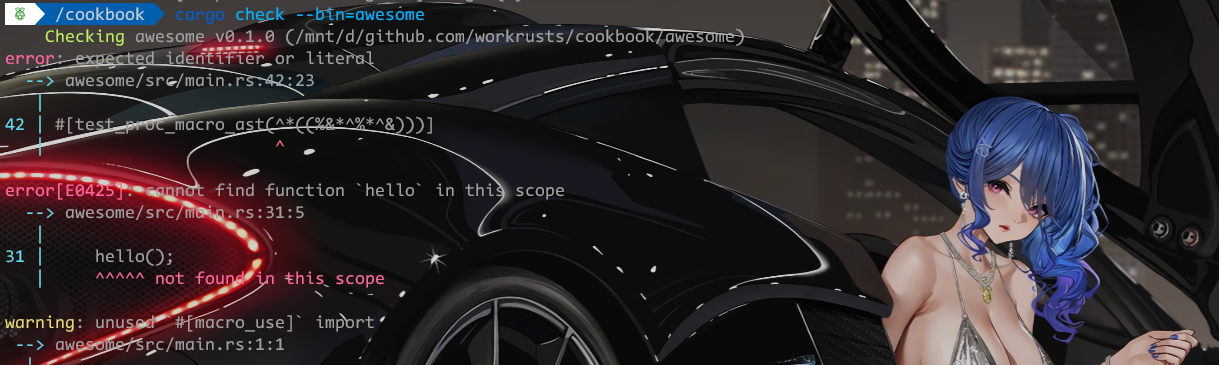 /cookbook cargo check --bin=awesome
Checking awesome v0.1.0 (/mnt/d/github.com/workrusts/cookbook/awesome)
error: expected identifier or literal
--> awesome/src/main.rs:42:23
|
42 | #[test_proc_macro_ast(^*((%&*^%*^&)))]
| ^
error[E0425]: cannot find function `hello` in this scope
--> awesome/src/main.rs:31:5
|
31 | hello();
| ^^^^^ not found in this scope
warning: unused `#[macro_use]` import
--> awesome/src/main.rs:1:1
|